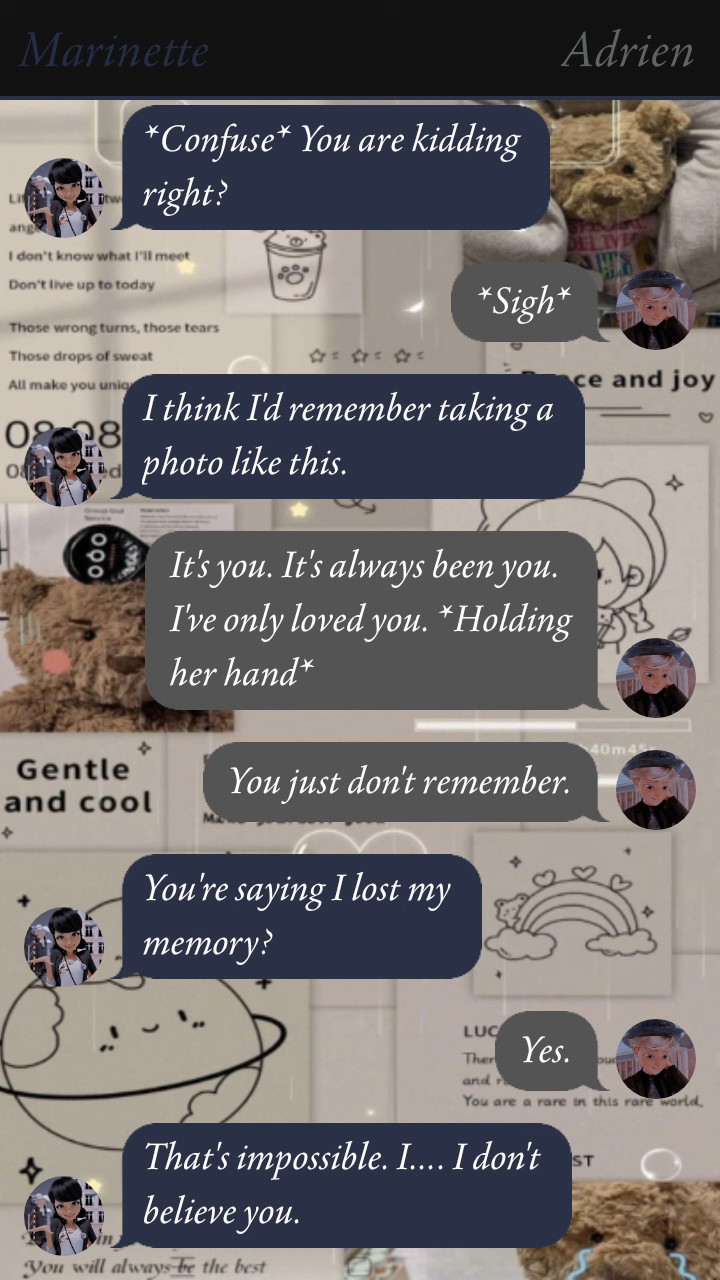 Marinette
Adrien
*Confuse* You are kidding
right?
I don't know what I'll meet
Don't live up to today
*Sigh*
Those wrong turns, those tears
Those drops of sweat
All make you
and joy
I think I'd remember taking a
photo like this.
It's you. It's always been you.
I've only loved you. *Holding
her hand*
40m45s
Gentle
and cool
You just don't remember.
You're saying I lost my
memory?
Yes.
You are a rare in this rare world.
That's impossible. I.... I don't
believe you.
You will always be the best